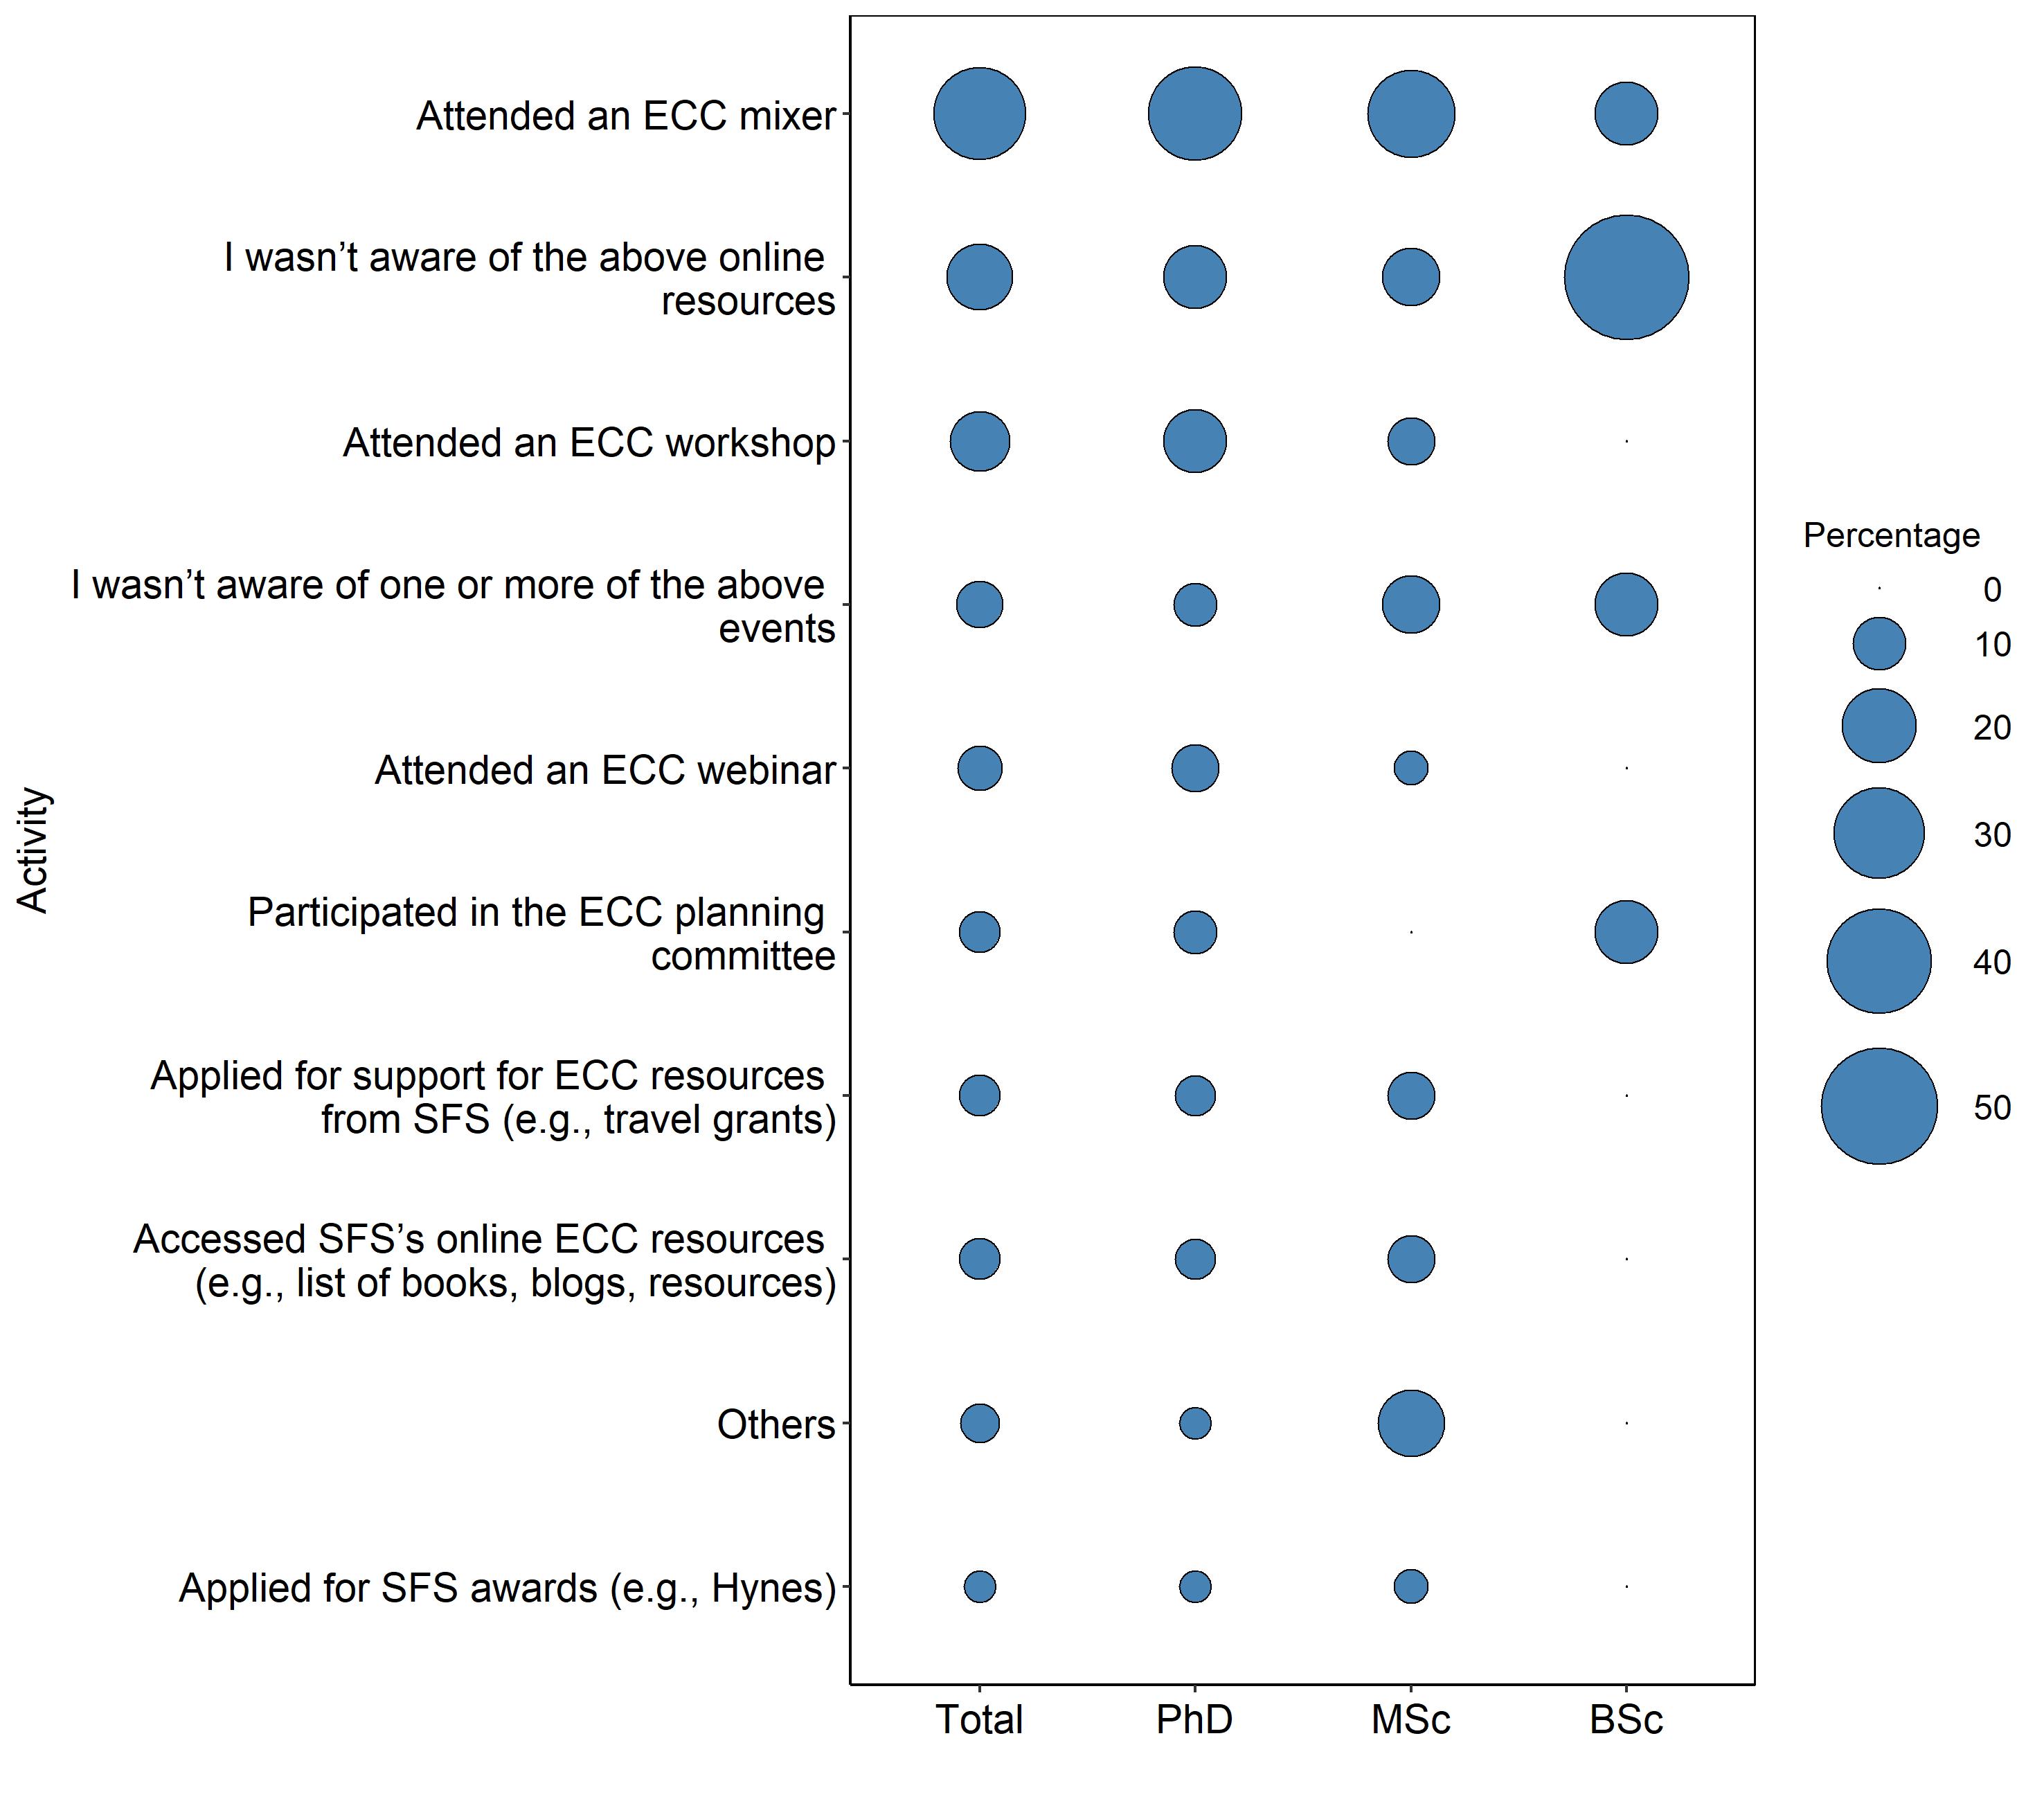 Attended an ECC mixer
I wasn’t aware of the above online
resources
Attended an ECC workshop
I wasn’t aware of one or more of the above
events
Attended an ECC webinar
Participated in the ECC planning
committee
Applied for support for ECC resources
from SFS (e.g., travel grants)
Accessed SFS’s online ECC resources
(e.g., list of books, blogs, resources)
Others
Applied for SFS awards (e.g., Hynes)
Activity
Total PhD MSc BSc
Percentage
0
10
20
30
40
50